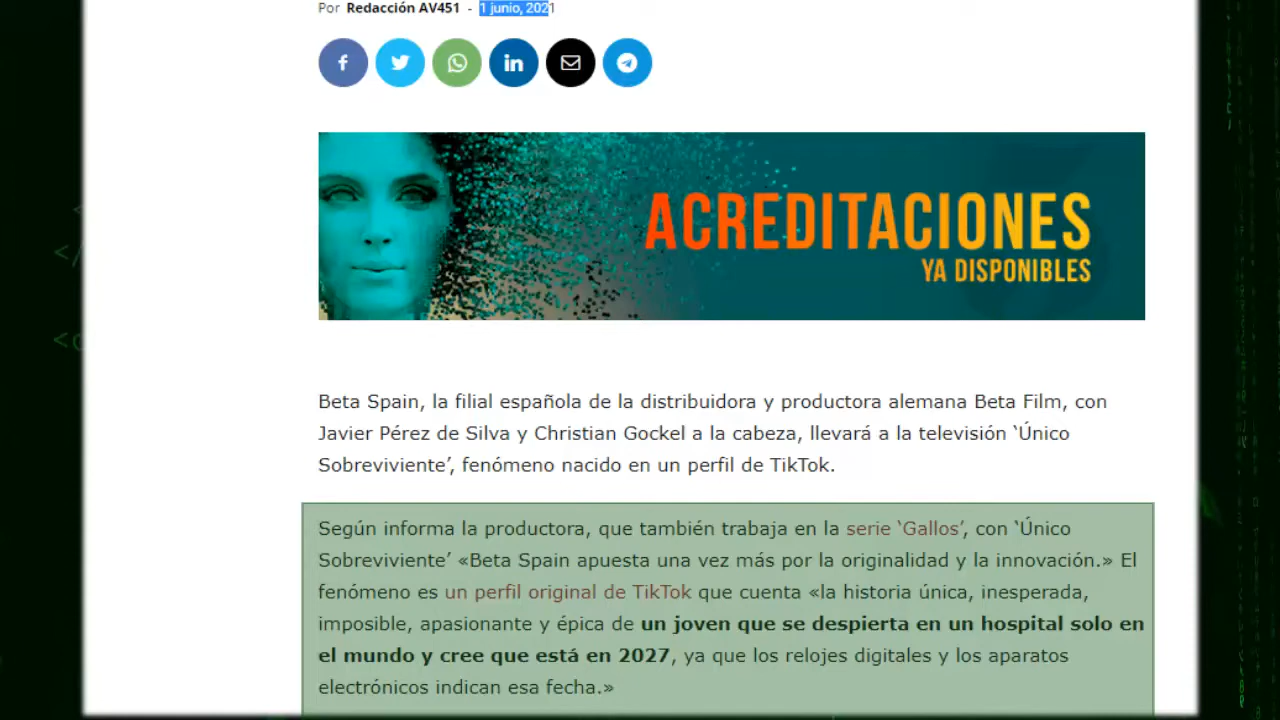 Por Redacción AV451 - 1 junio, 2021
ACREDITACIONES
YA DISPONIBLES
Beta Spain, la filial española de la distribuidora y productora alemana Beta Film, con
Javier Pérez de Silva y Christian Gockel a la cabeza, llevará a la televisión ‘Único
Sobreviviente’, fenómeno nacido en un perfil de TikTok.
Según informa la productora, que también trabaja en la serie ‘Gallos’, con ‘Único
Sobreviviente’ «Beta Spain apuesta una vez más por la originalidad y la innovación.» El
fenómeno es un perfil original de TikTok que cuenta «la historia única, inesperada,
imposible, apasionante y épica de un joven que se despierta en un hospital solo en
el mundo y cree que está en 2027, ya que los relojes digitales y los aparatos
electrónicos indican esa fecha.»